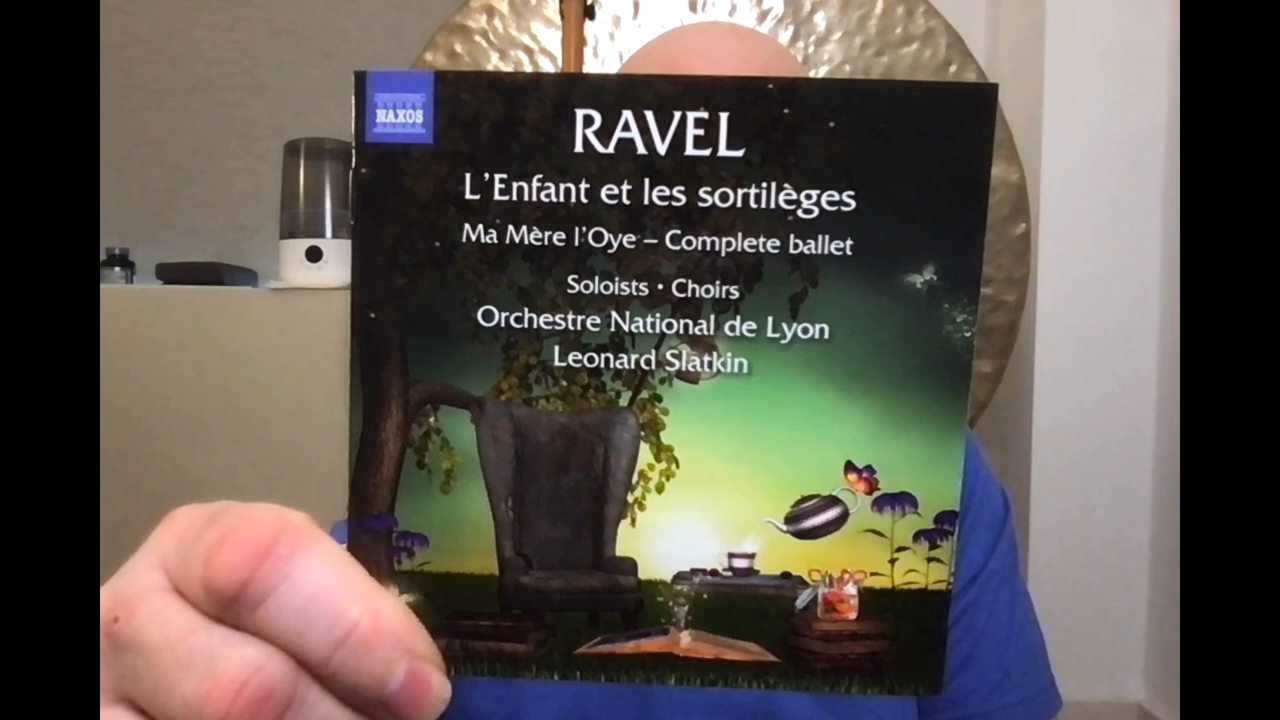 NAXOS
RAVEL
L'Enfant et les sortilèges
Ma Mère l'Oye – Complete ballet
Soloists • Choirs
Orchestre National de Lyon
Leonard Slatkin